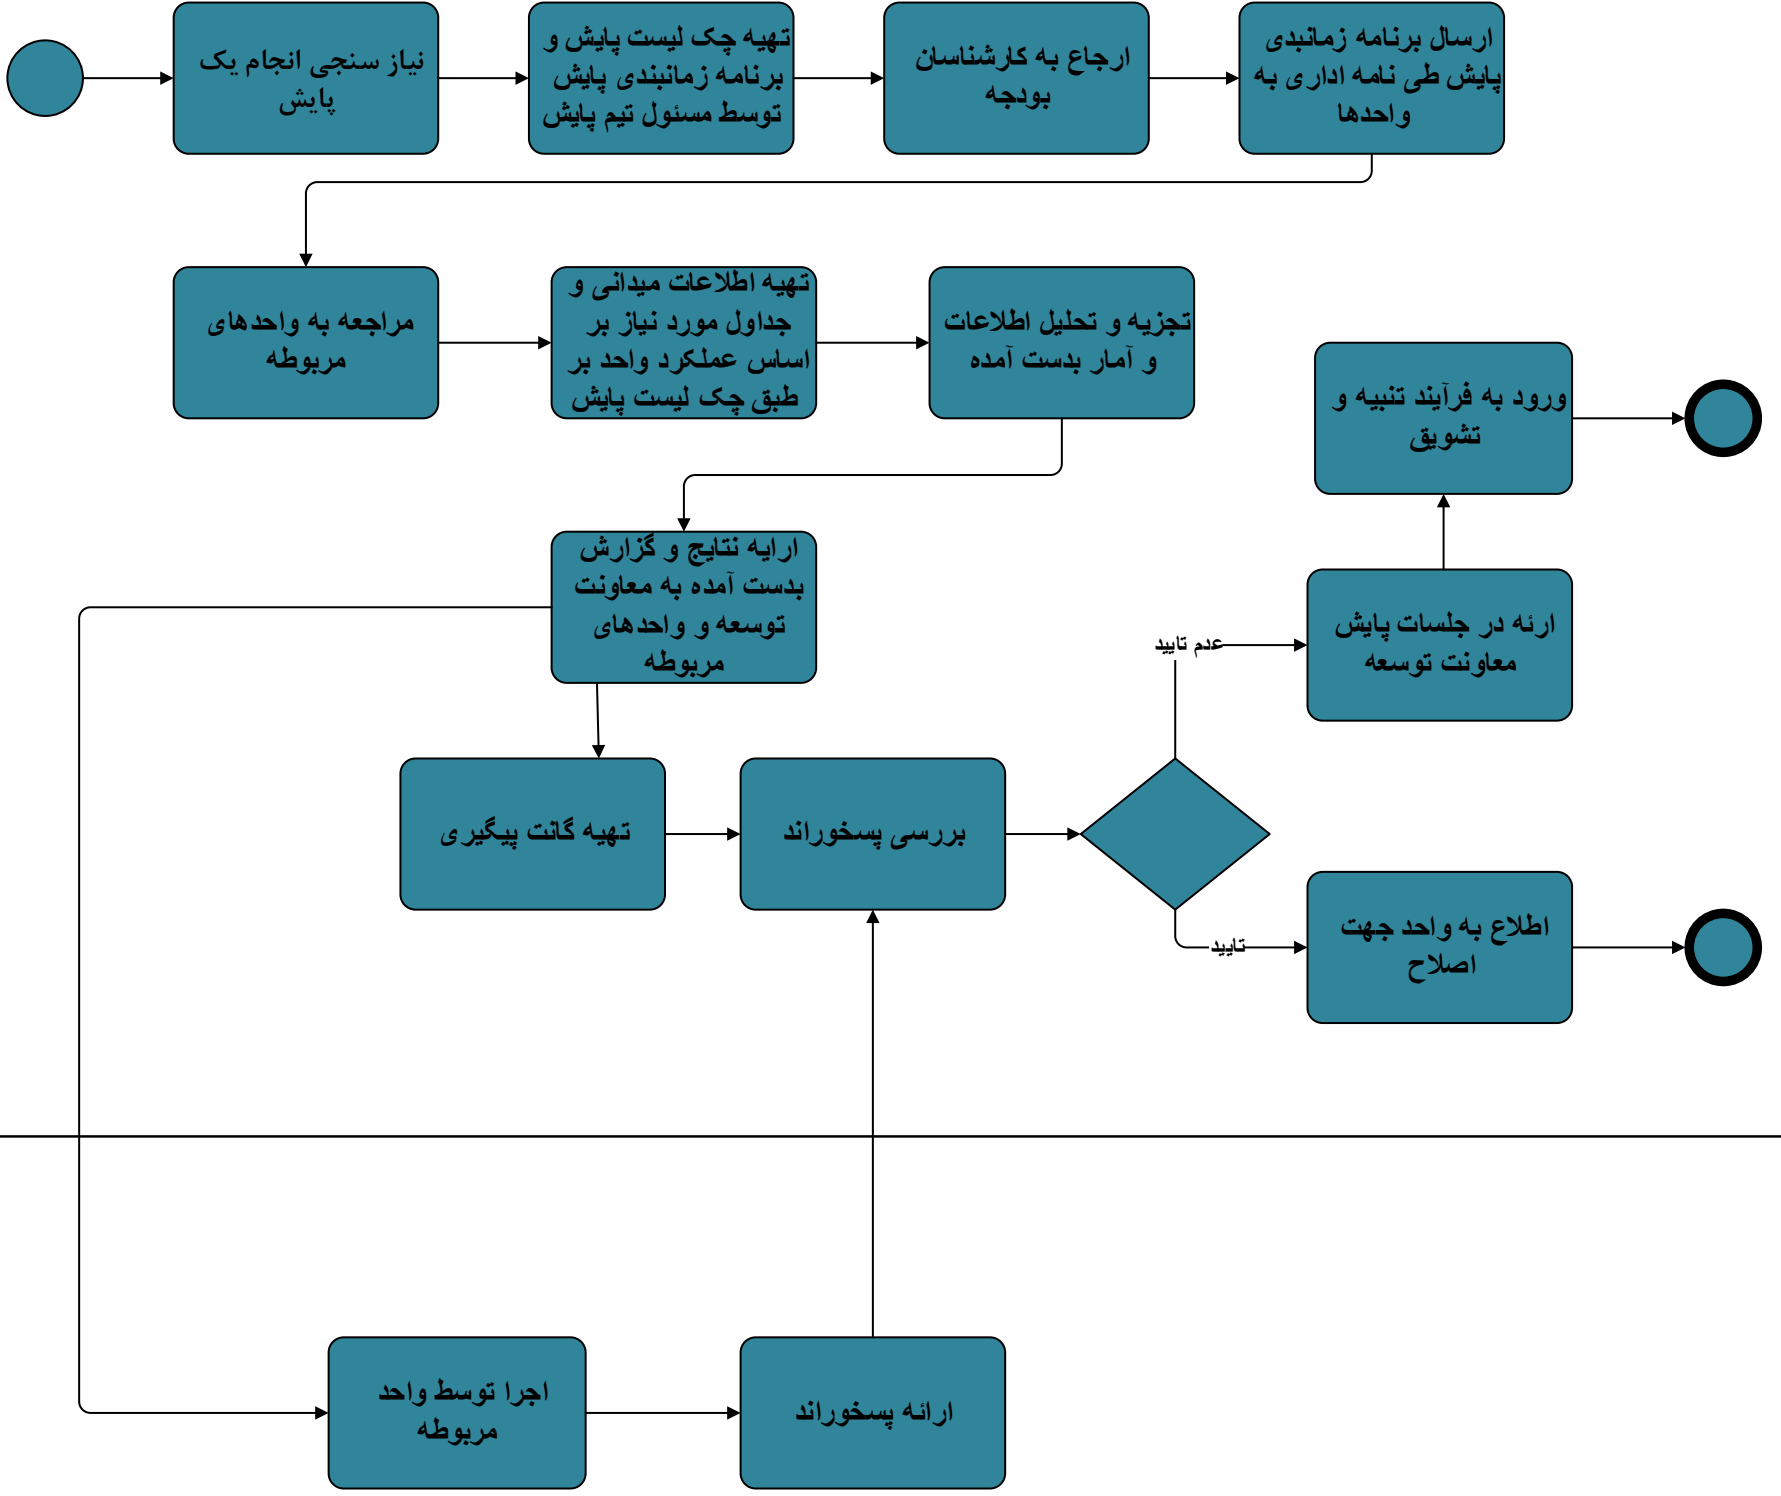 نیاز سنجی انجام یک
پایش
تهیه چک لیست پایش و
برنامه زمانبندی پایش
توسط مسئول تیم پایش
ارجاع به کارشناسان
بودجه
ارسال برنامه زمانبدی
پایش طی نامه اداری به
واحدها
مراجعه به واحدهای
مربوطه
تهیه اطلاعات میدانی و
جداول مورد نیاز بر
اساس عملکرد واحد بر
طبق چک لیست پایش
تجزیه و تحلیل اطلاعات
و آمار بدست آمده
ورود به فرآیند تنبیه و
تشویق
ارایه نتایج و گزارش
بدست آمده به معاونت
توسعه و واحدهای
مربوطه
عدم تایید
ارئه در جلسات پایش
معاونت توسعه
تهیه گانت پیگیری
بررسی پسخوراند
تایید
اطلاع به واحد جهت
اصلاح
اجرا توسط واحد
مربوطه
ارائه پسخوراند